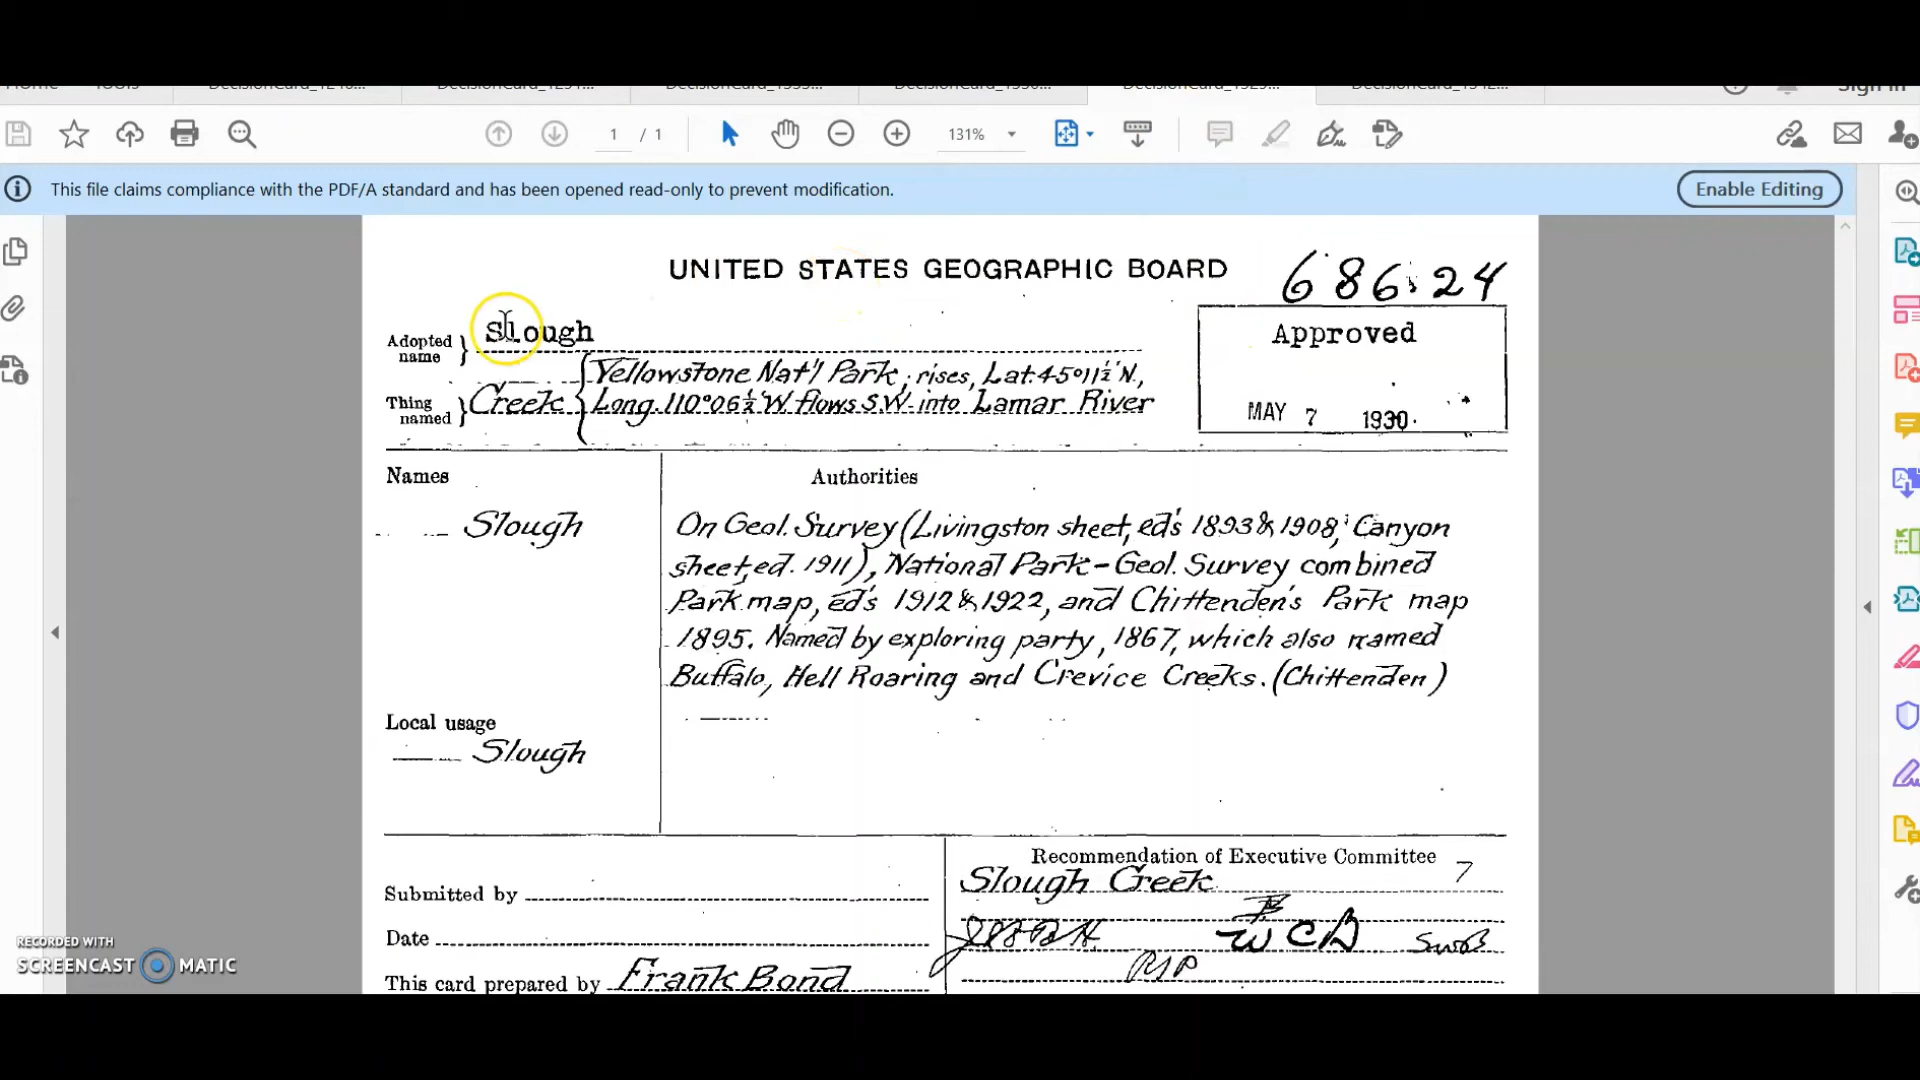 1 / 1
131%
This file claims compliance with the PDF/A standard and has been opened read-only to prevent modification.
Enable Editing
UNITED STATES GEOGRAPHIC BOARD
686.24
Adopted name } Slough
Approved
MAY 7 1930.
Thing named } Creek { Yellowstone Nat'l Park; rises, Lat. 45°11½'N.,
Long. 110°06½'W flows S.W. into Lamar River
Names
Authorities
Slough
On Geol. Survey (Livingston sheet, ed's 1893 & 1908; Canyon
sheet, ed. 1911), National Park-Geol. Survey combined
Park map, ed's 1912 & 1922, and Chittenden's Park map
1895. Named by exploring party, 1867, which also named
Buffalo, Hell Roaring and Crevice Creeks. (Chittenden)
Local usage
Slough
Recommendation of Executive Committee
7
Slough Creek
Submitted by
WCB
Date
This card prepared by Frank Bond
RECORDED WITH
SCREENCAST MATIC